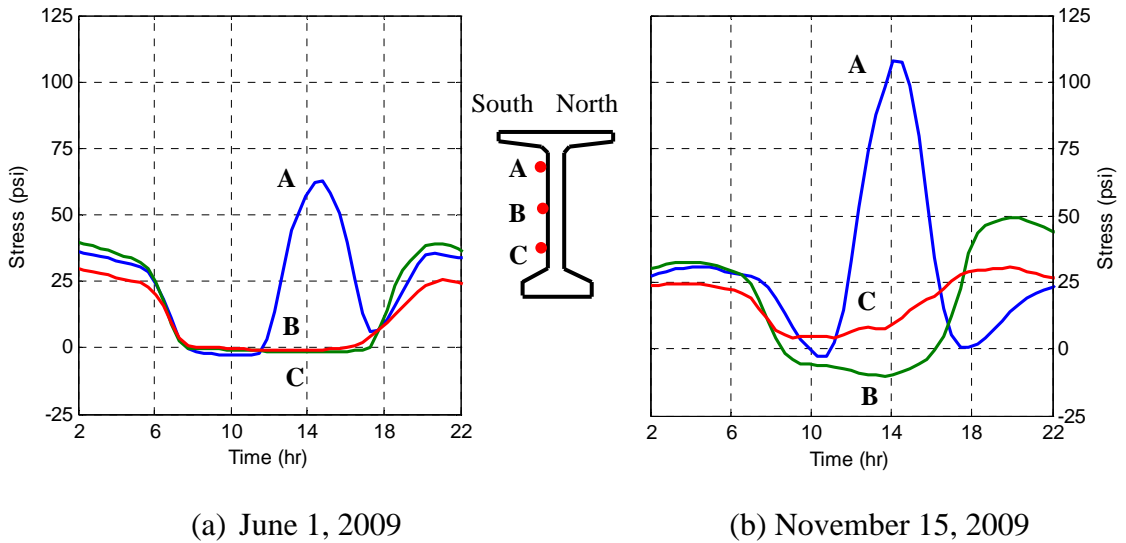 125
100
75
50
25
0
-25
Stress (psi)
A
B
C
2 6 10 14 18 22
Time (hr)
South North
A
B
C
125
100
75
50
25
0
-25
Stress (psi)
A
C
B
2 6 10 14 18 22
Time (hr)
(a) June 1, 2009
(b) November 15, 2009